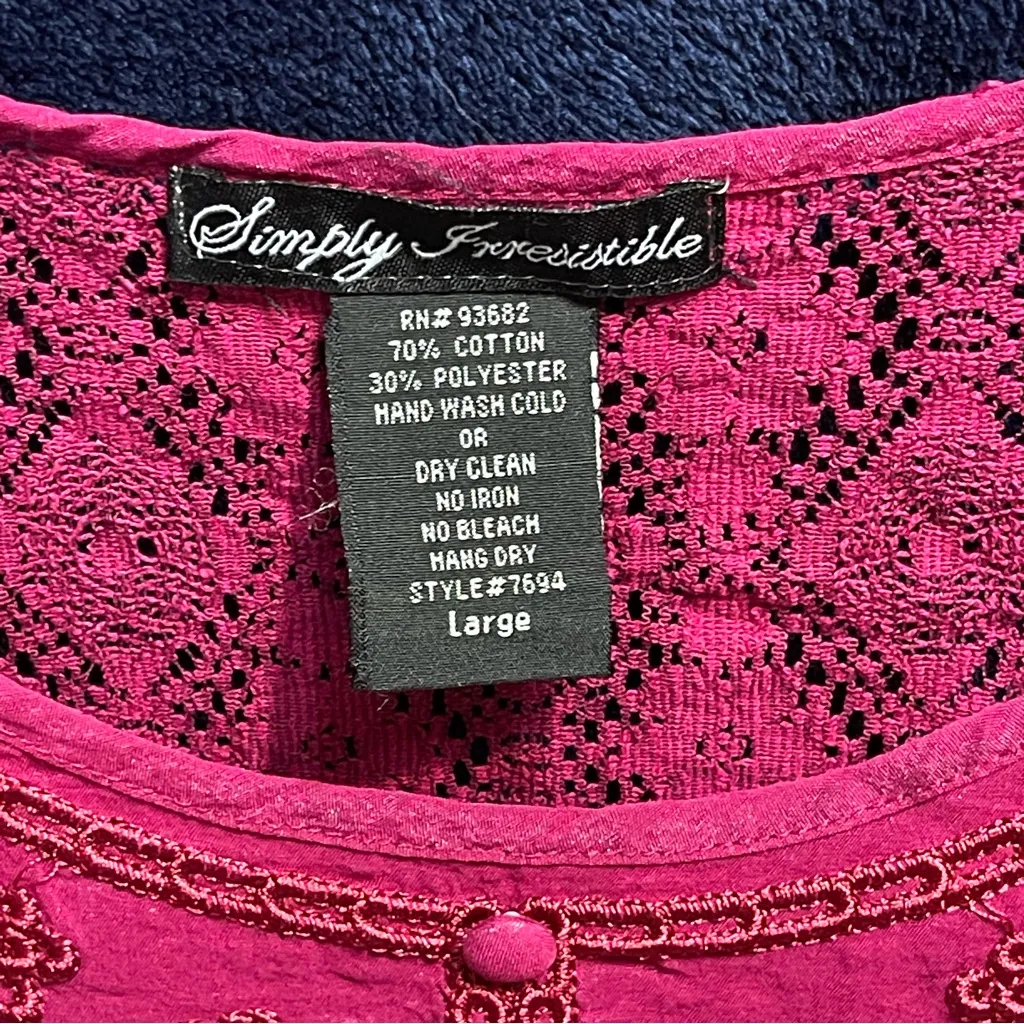 Simply Irresistible
RN# 93682
70% COTTON
30% POLYESTER
HAND WASH COLD
OR
DRY CLEAN
NO IRON
NO BLEACH
HANG DRY
STYLE#7694
Large